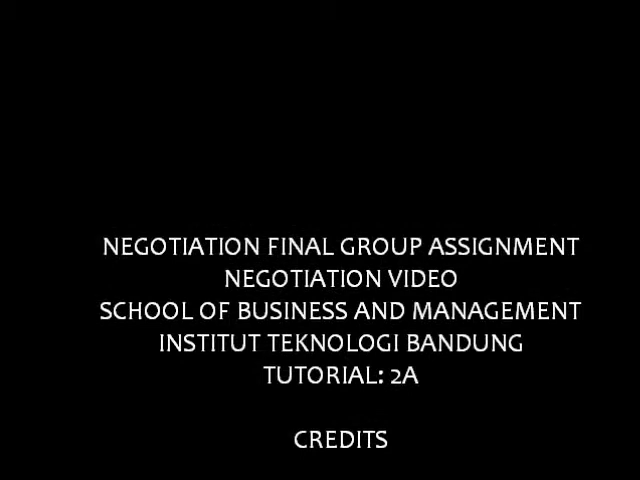 NEGOTIATION FINAL GROUP ASSIGNMENT
NEGOTIATION VIDEO
SCHOOL OF BUSINESS AND MANAGEMENT
INSTITUT TEKNOLOGI BANDUNG
TUTORIAL: 2A
CREDITS